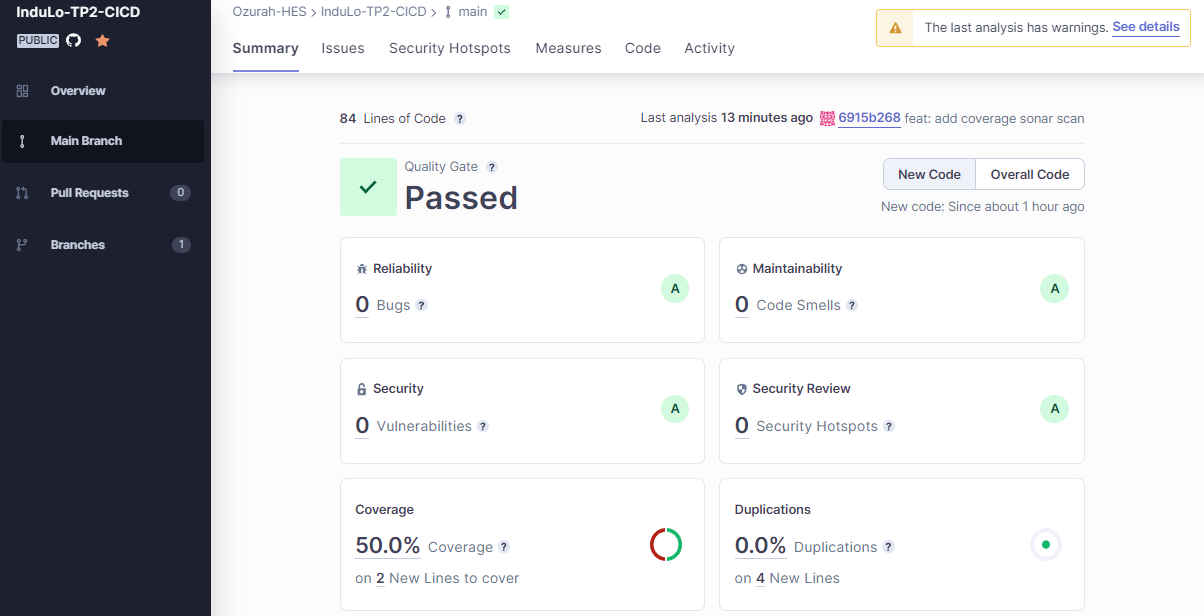 InduLo-TP2-CICD
PUBLIC
Overview
Main Branch
Pull Requests 0
Branches 1
Ozurah-HES > InduLo-TP2-CICD > main
Summary Issues Security Hotspots Measures Code Activity
The last analysis has warnings. See details
84 Lines of Code ?
Last analysis 13 minutes ago 6915b268 feat: add coverage sonar scan
Quality Gate ?
Passed
New Code Overall Code
New code: Since about 1 hour ago
Reliability
0 Bugs ?
A
Maintainability
0 Code Smells ?
A
Security
0 Vulnerabilities ?
A
Security Review
0 Security Hotspots ?
A
Coverage
50.0% Coverage ?
on 2 New Lines to cover
Duplications
0.0% Duplications ?
on 4 New Lines